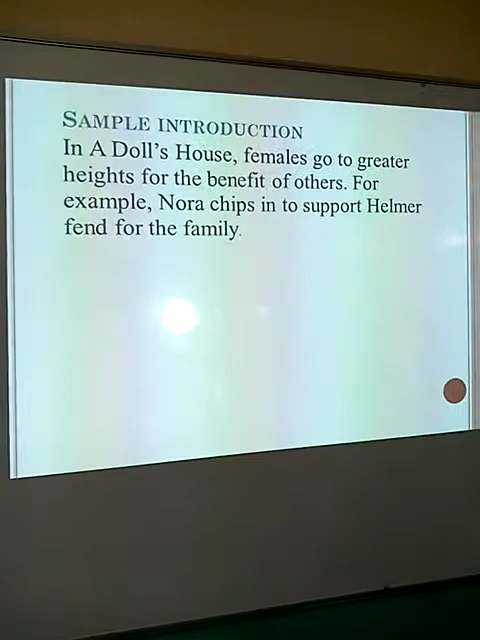 SAMPLE INTRODUCTION
In A Doll's House, females go to greater
heights for the benefit of others. For
example, Nora chips in to support Helmer
fend for the family.